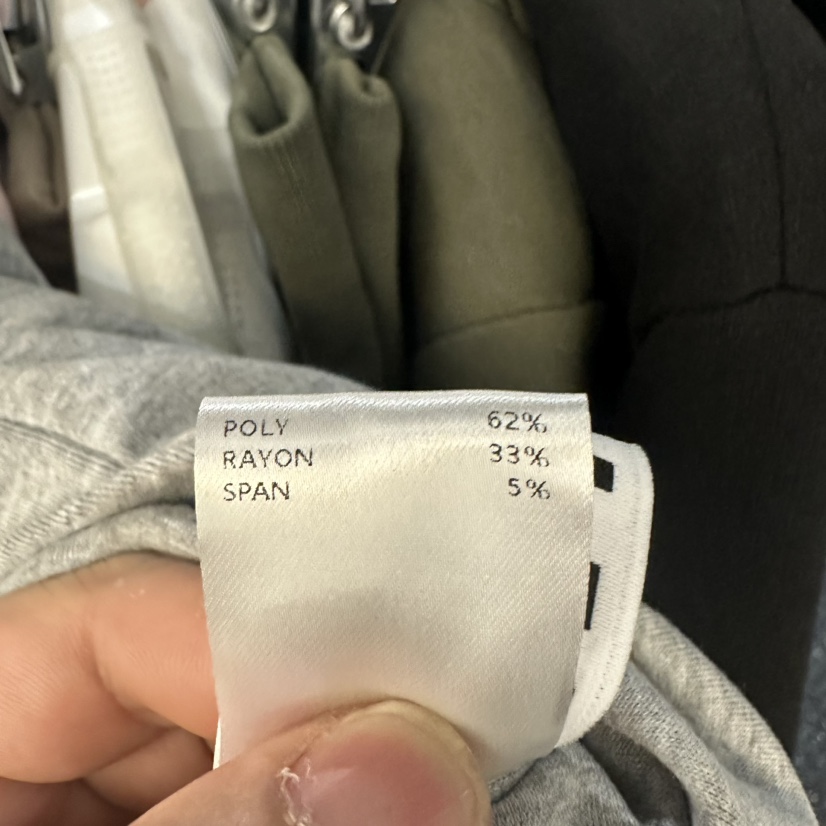 POLY 62%
RAYON 33%
SPAN 5%